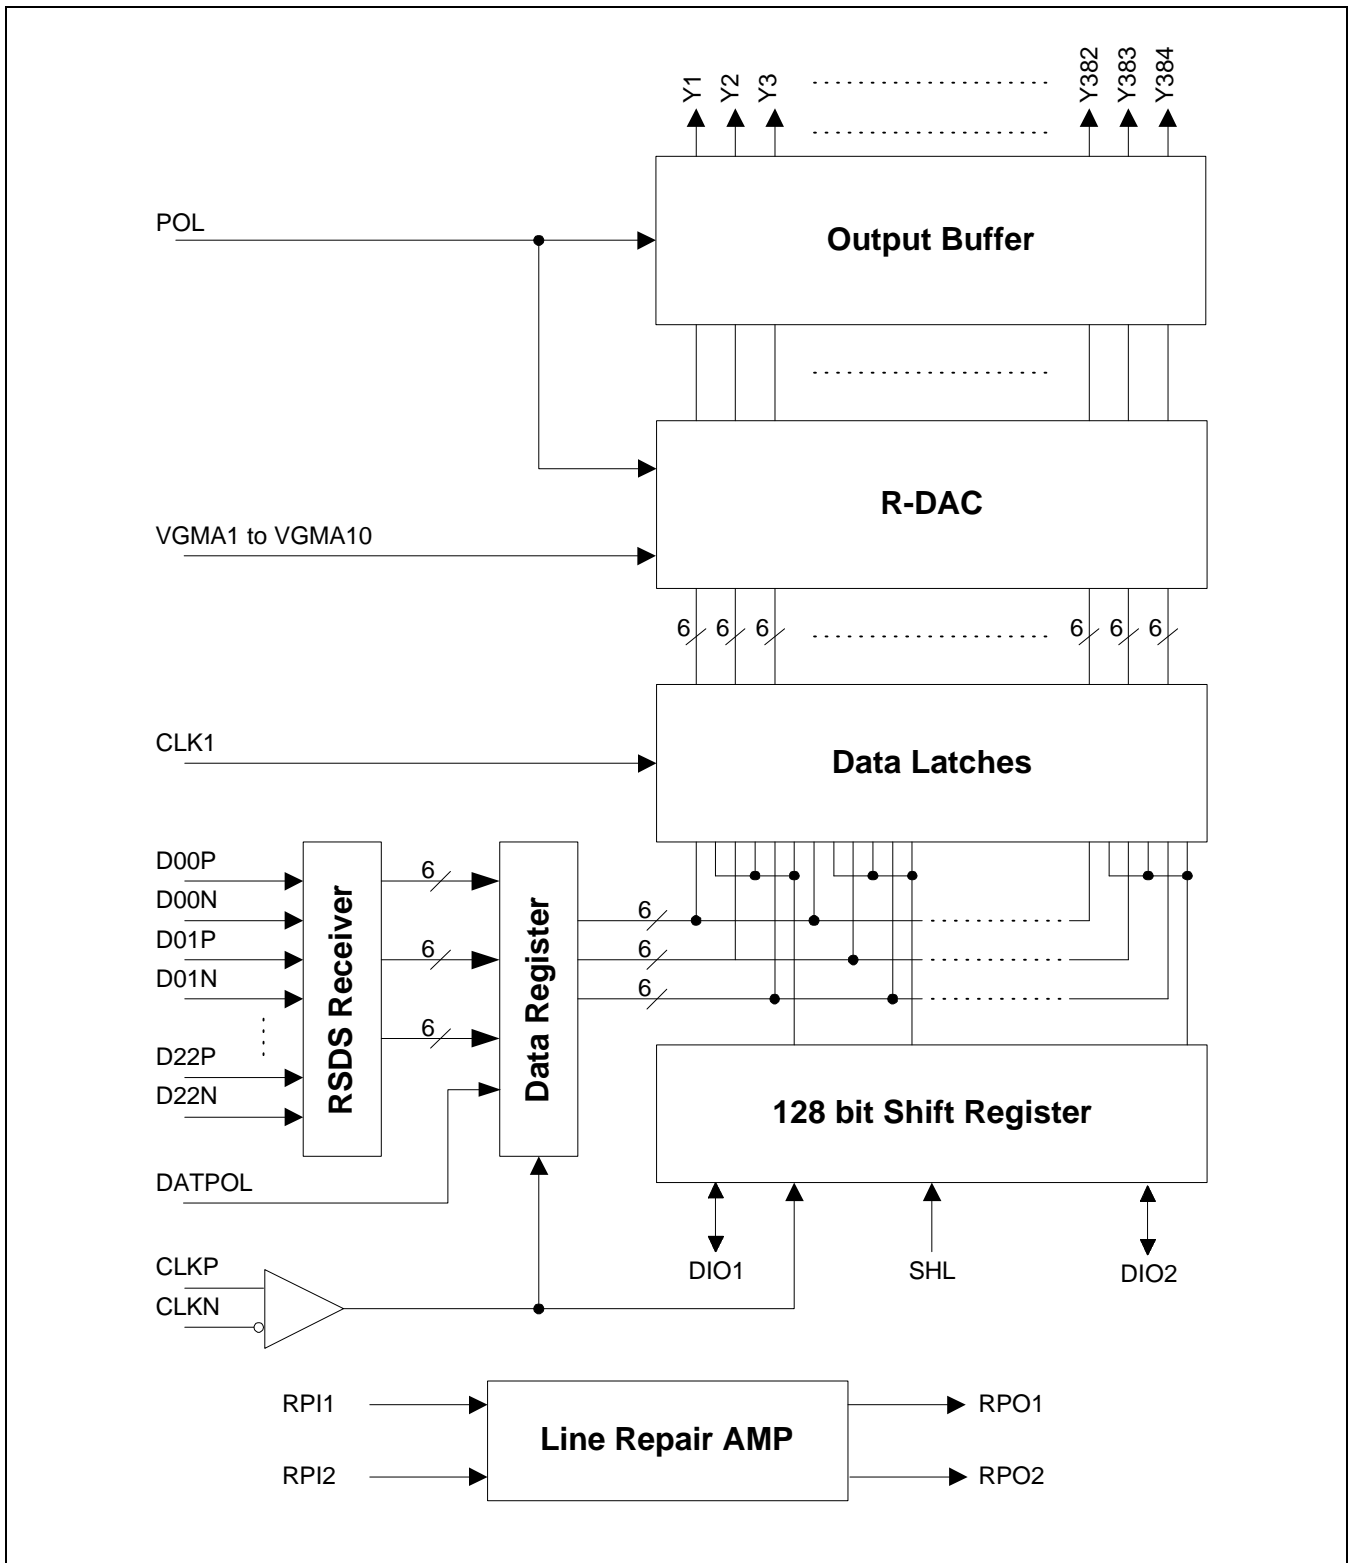 Y1 Y2 Y3 Y382 Y383 Y384
POL
Output Buffer
R-DAC
VGMA1 to VGMA10
6 6 6 6 6 6
CLK1
Data Latches
D00P
D00N
D01P
D01N
D22P
D22N
RSDS Receiver
6
6
6
Data Register
6
6
6
128 bit Shift Register
DATPOL
CLKP
CLKN
DIO1 SHL DIO2
RPI1 RPO1
Line Repair AMP
RPI2 RPO2